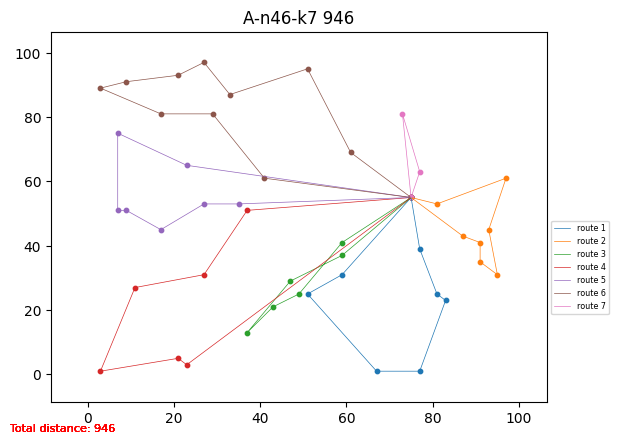 A-n46-k7 946
100
80
60
40
20
0
0 20 40 60 80 100
route 1
route 2
route 3
route 4
route 5
route 6
route 7
Total distance: 946